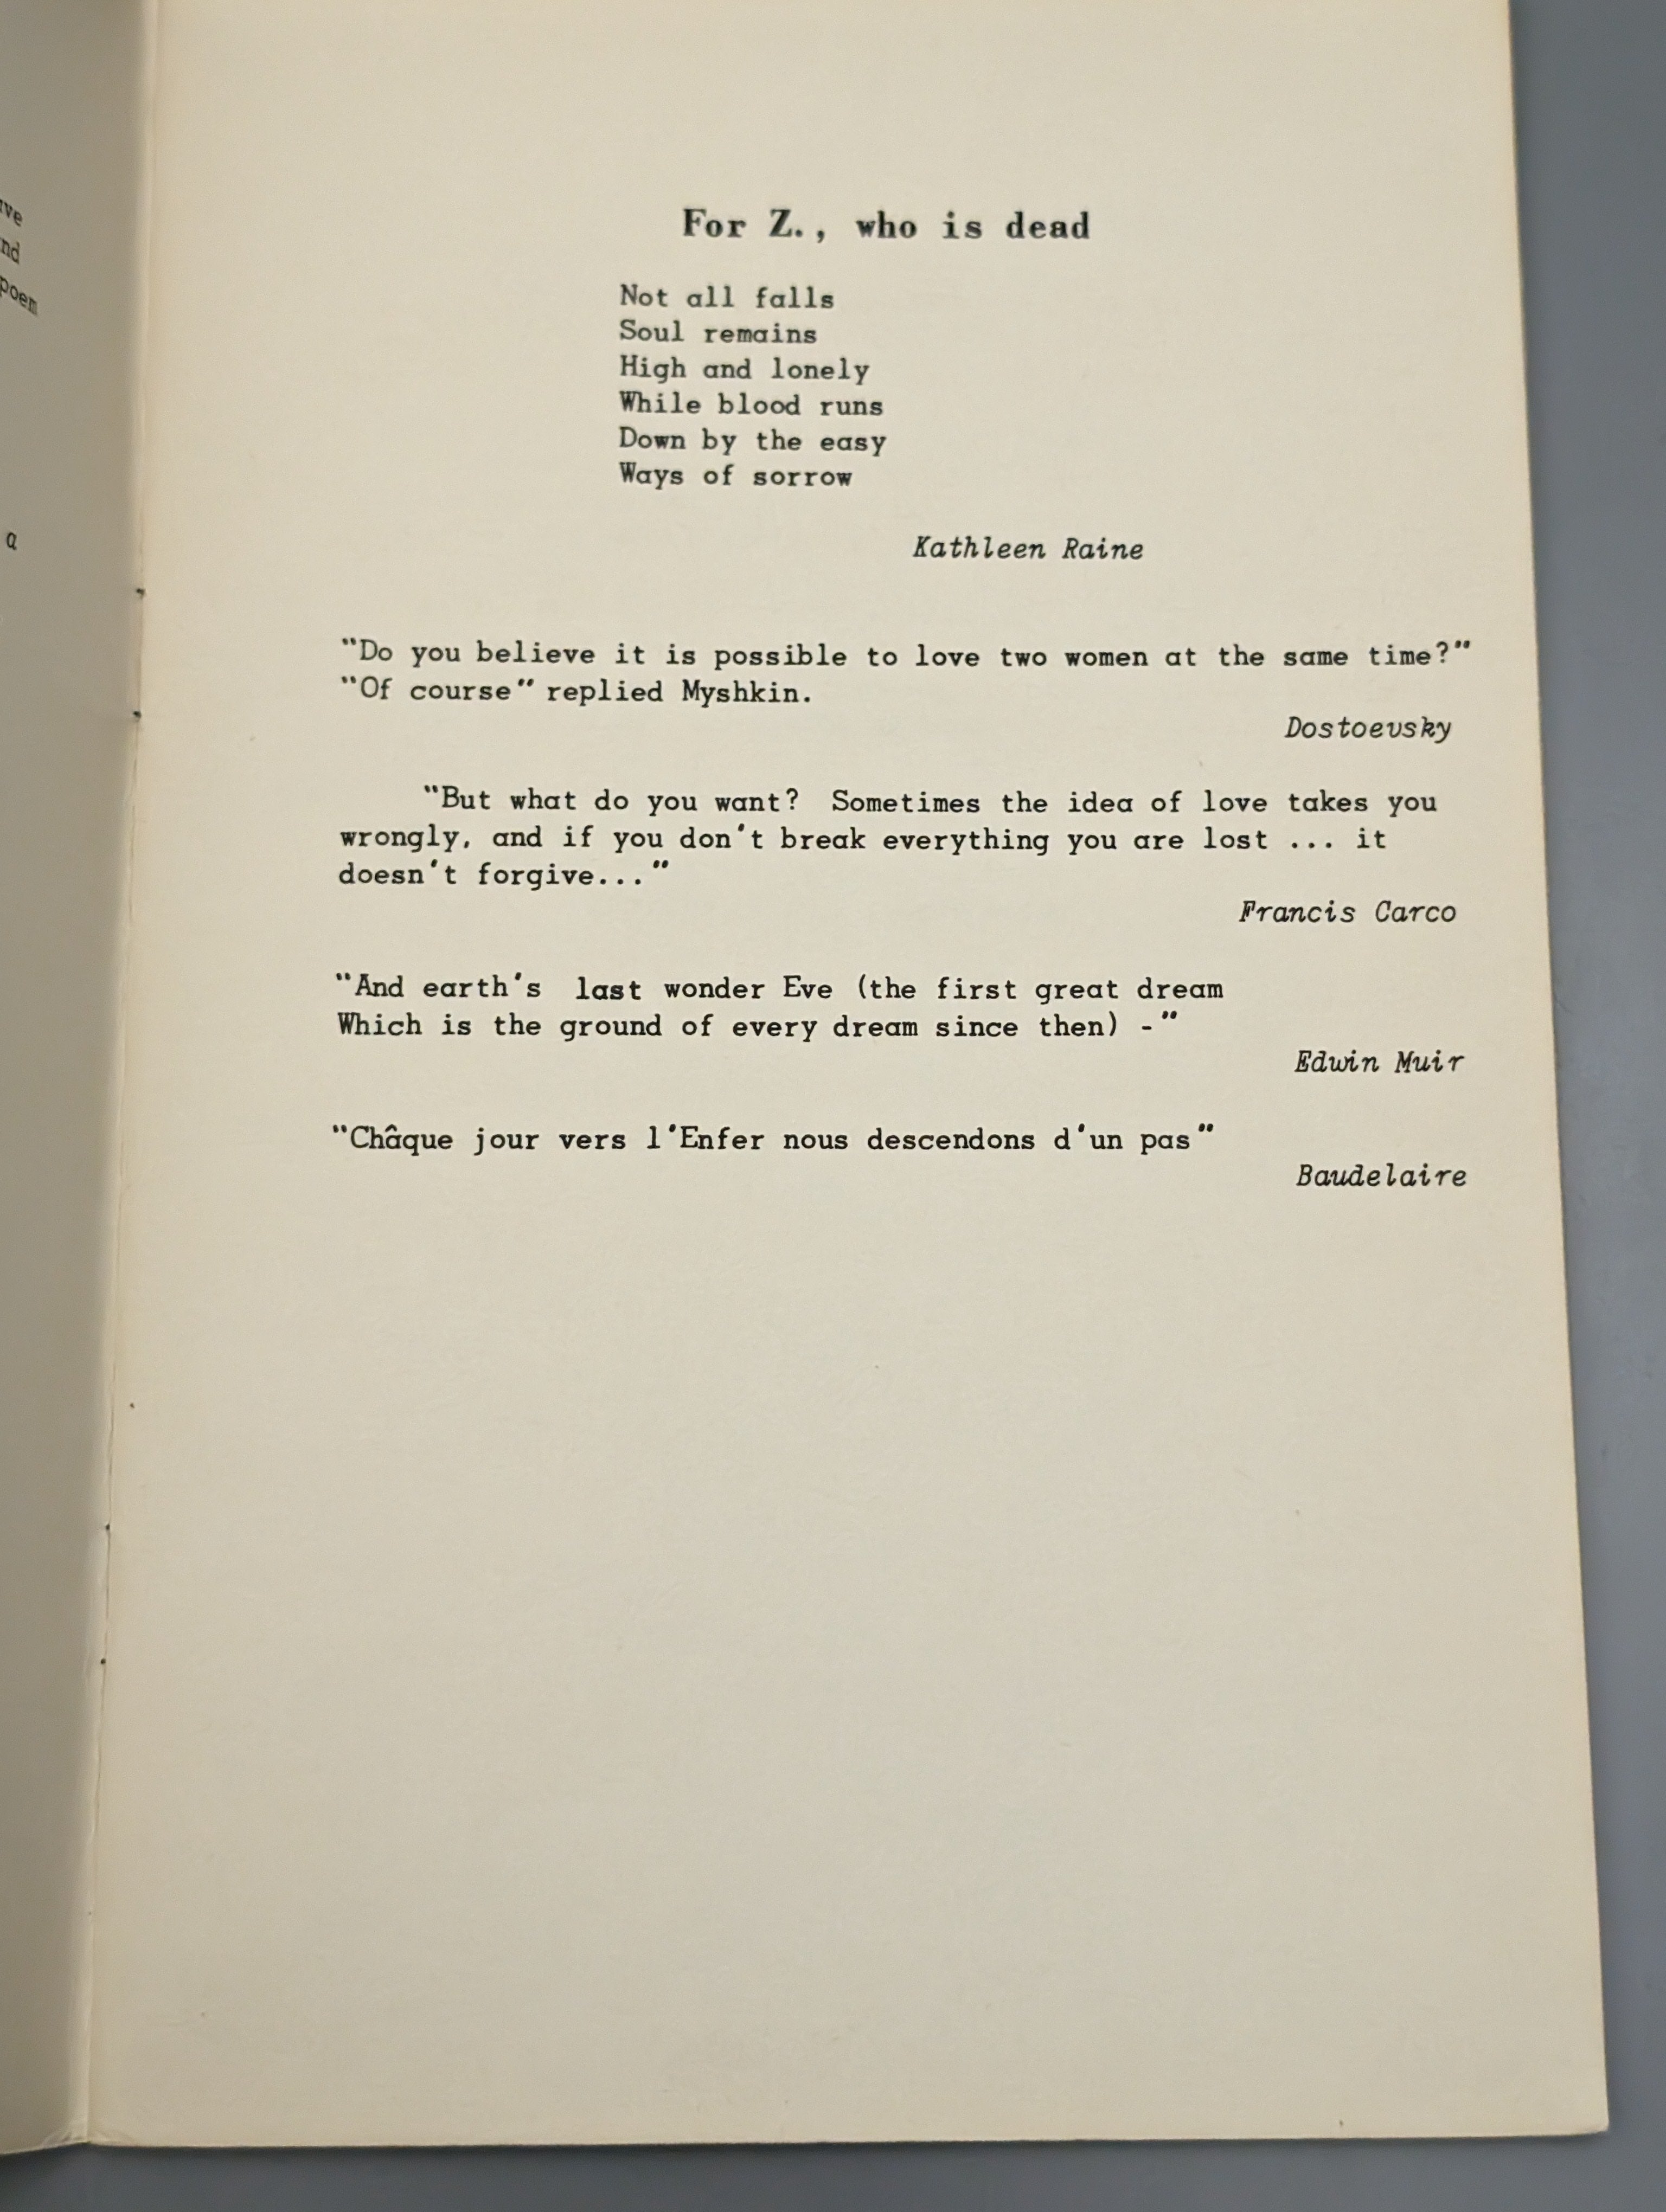 poem
a
For Z., who is dead
Not all falls
Soul remains
High and lonely
While blood runs
Down by the easy
Ways of sorrow
Kathleen Raine
"Do you believe it is possible to love two women at the same time?"
"Of course" replied Myshkin.
Dostoevsky
"But what do you want?  Sometimes the idea of love takes you
wrongly, and if you don't break everything you are lost ... it
doesn't forgive..."
Francis Carco
"And earth's  last wonder Eve (the first great dream
Which is the ground of every dream since then) -"
Edwin Muir
"Châque jour vers l'Enfer nous descendons d'un pas"
Baudelaire